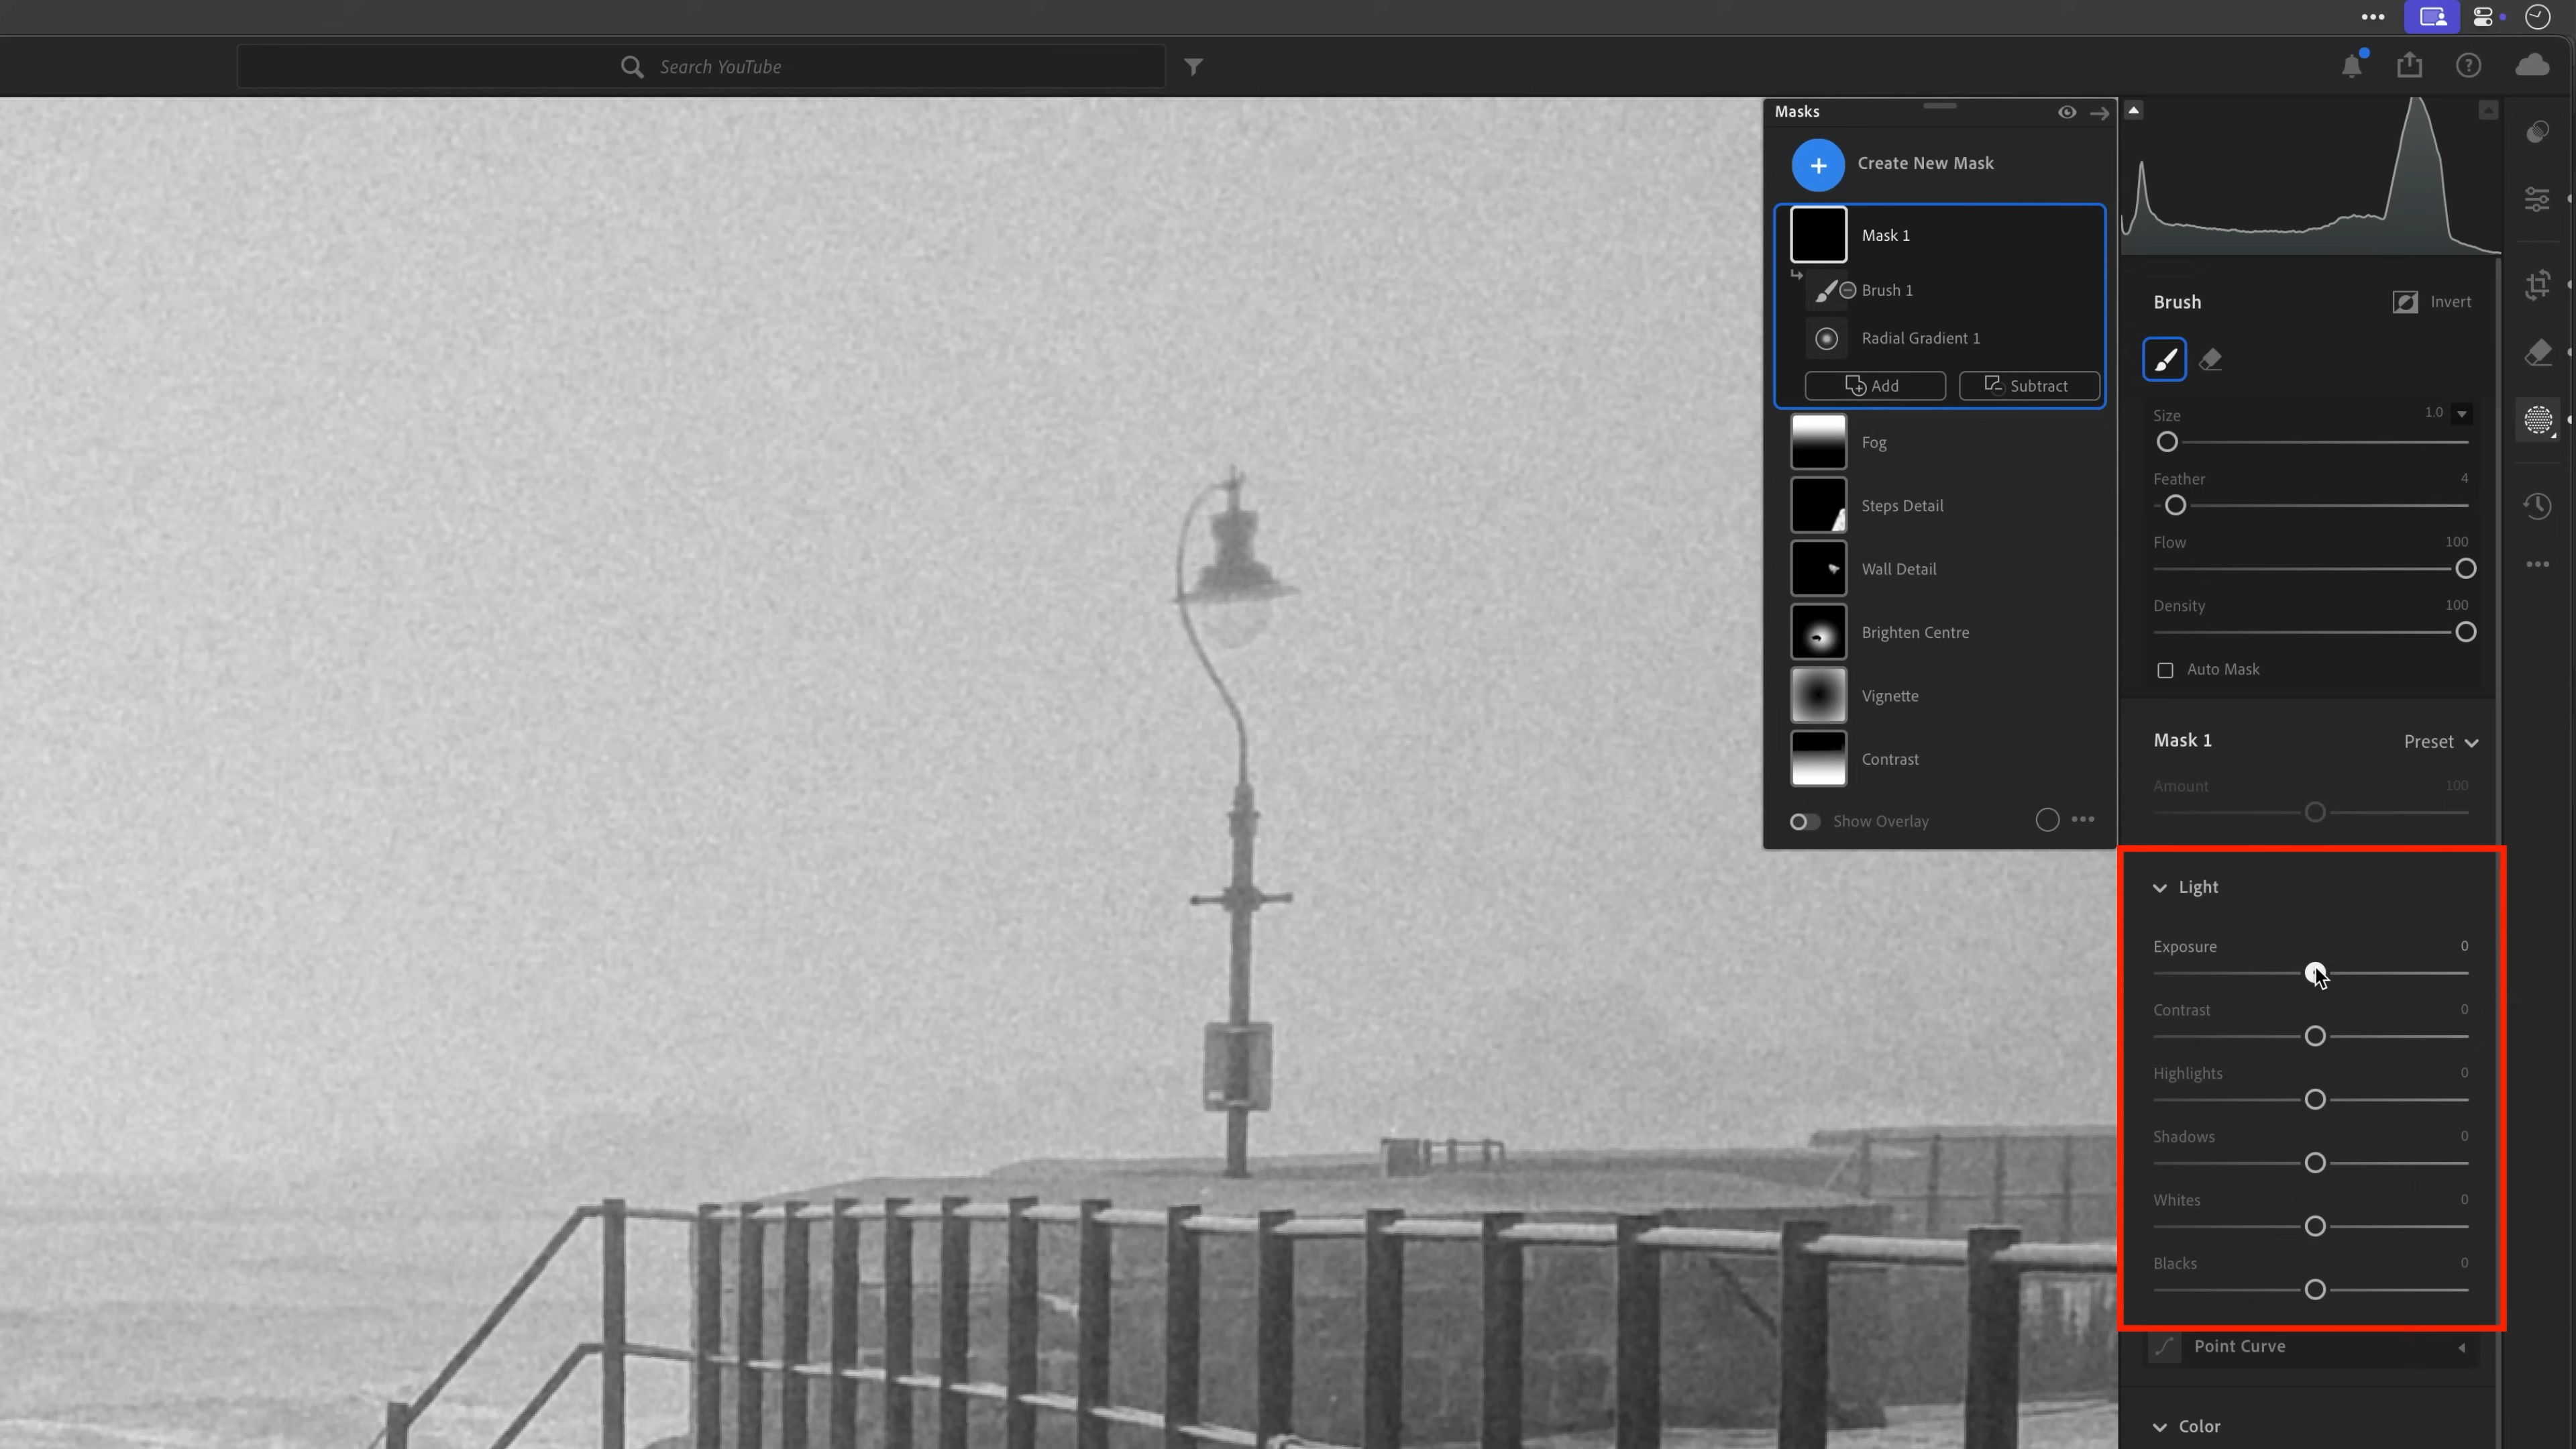 Search YouTube
Masks
Create New Mask
Mask 1
Brush 1
Radial Gradient 1
Add
Subtract
Fog
Steps Detail
Wall Detail
Brighten Centre
Vignette
Contrast
Show Overlay
Brush
Invert
Size 1.0
Feather 4
Flow 100
Density 100
Auto Mask
Mask 1 Preset
Amount 100
Light
Exposure 0
Contrast 0
Highlights 0
Shadows 0
Whites 0
Blacks 0
Point Curve
Color